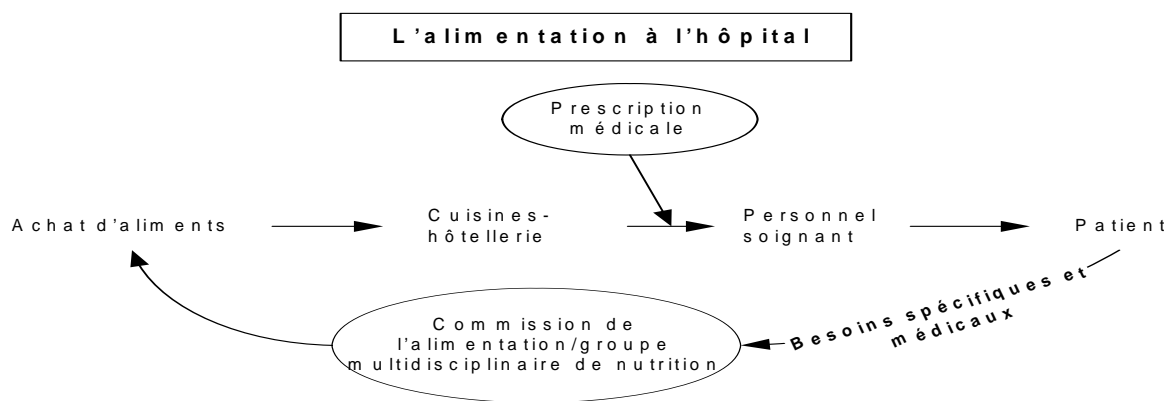 L'alimentation à l'hôpital
Prescription
médicale
Achat d'aliments
Cuisines-
hôtellerie
Personnel
soignant
Patient
Besoins spécifiques et
médicaux
Commission de
l'alimentation/groupe
multidisciplinaire de nutrition